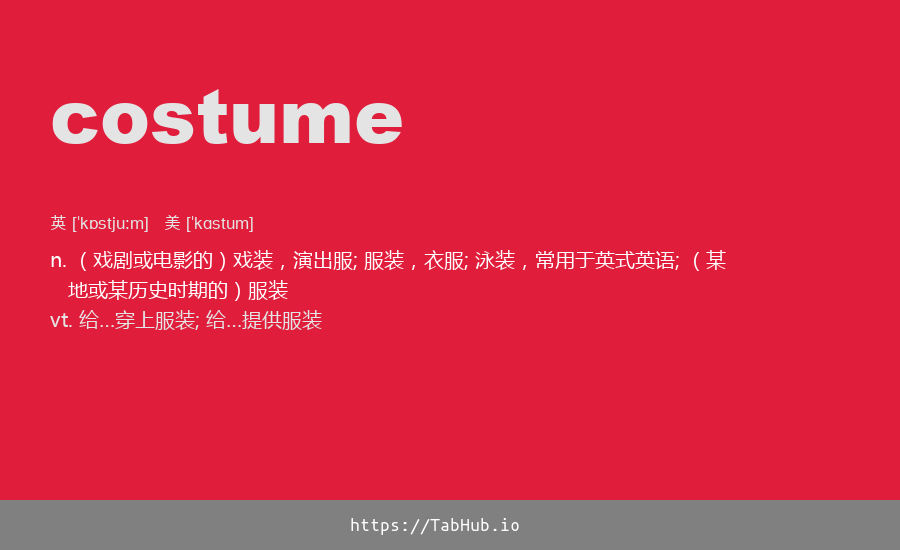 costume
英 [ˈkɒstjuːm]   美 [ˈkɑstum]
n. （戏剧或电影的）戏装，演出服; 服装，衣服; 泳装，常用于英式英语; （某
地或某历史时期的）服装
vt. 给…穿上服装; 给…提供服装
https://TabHub.io